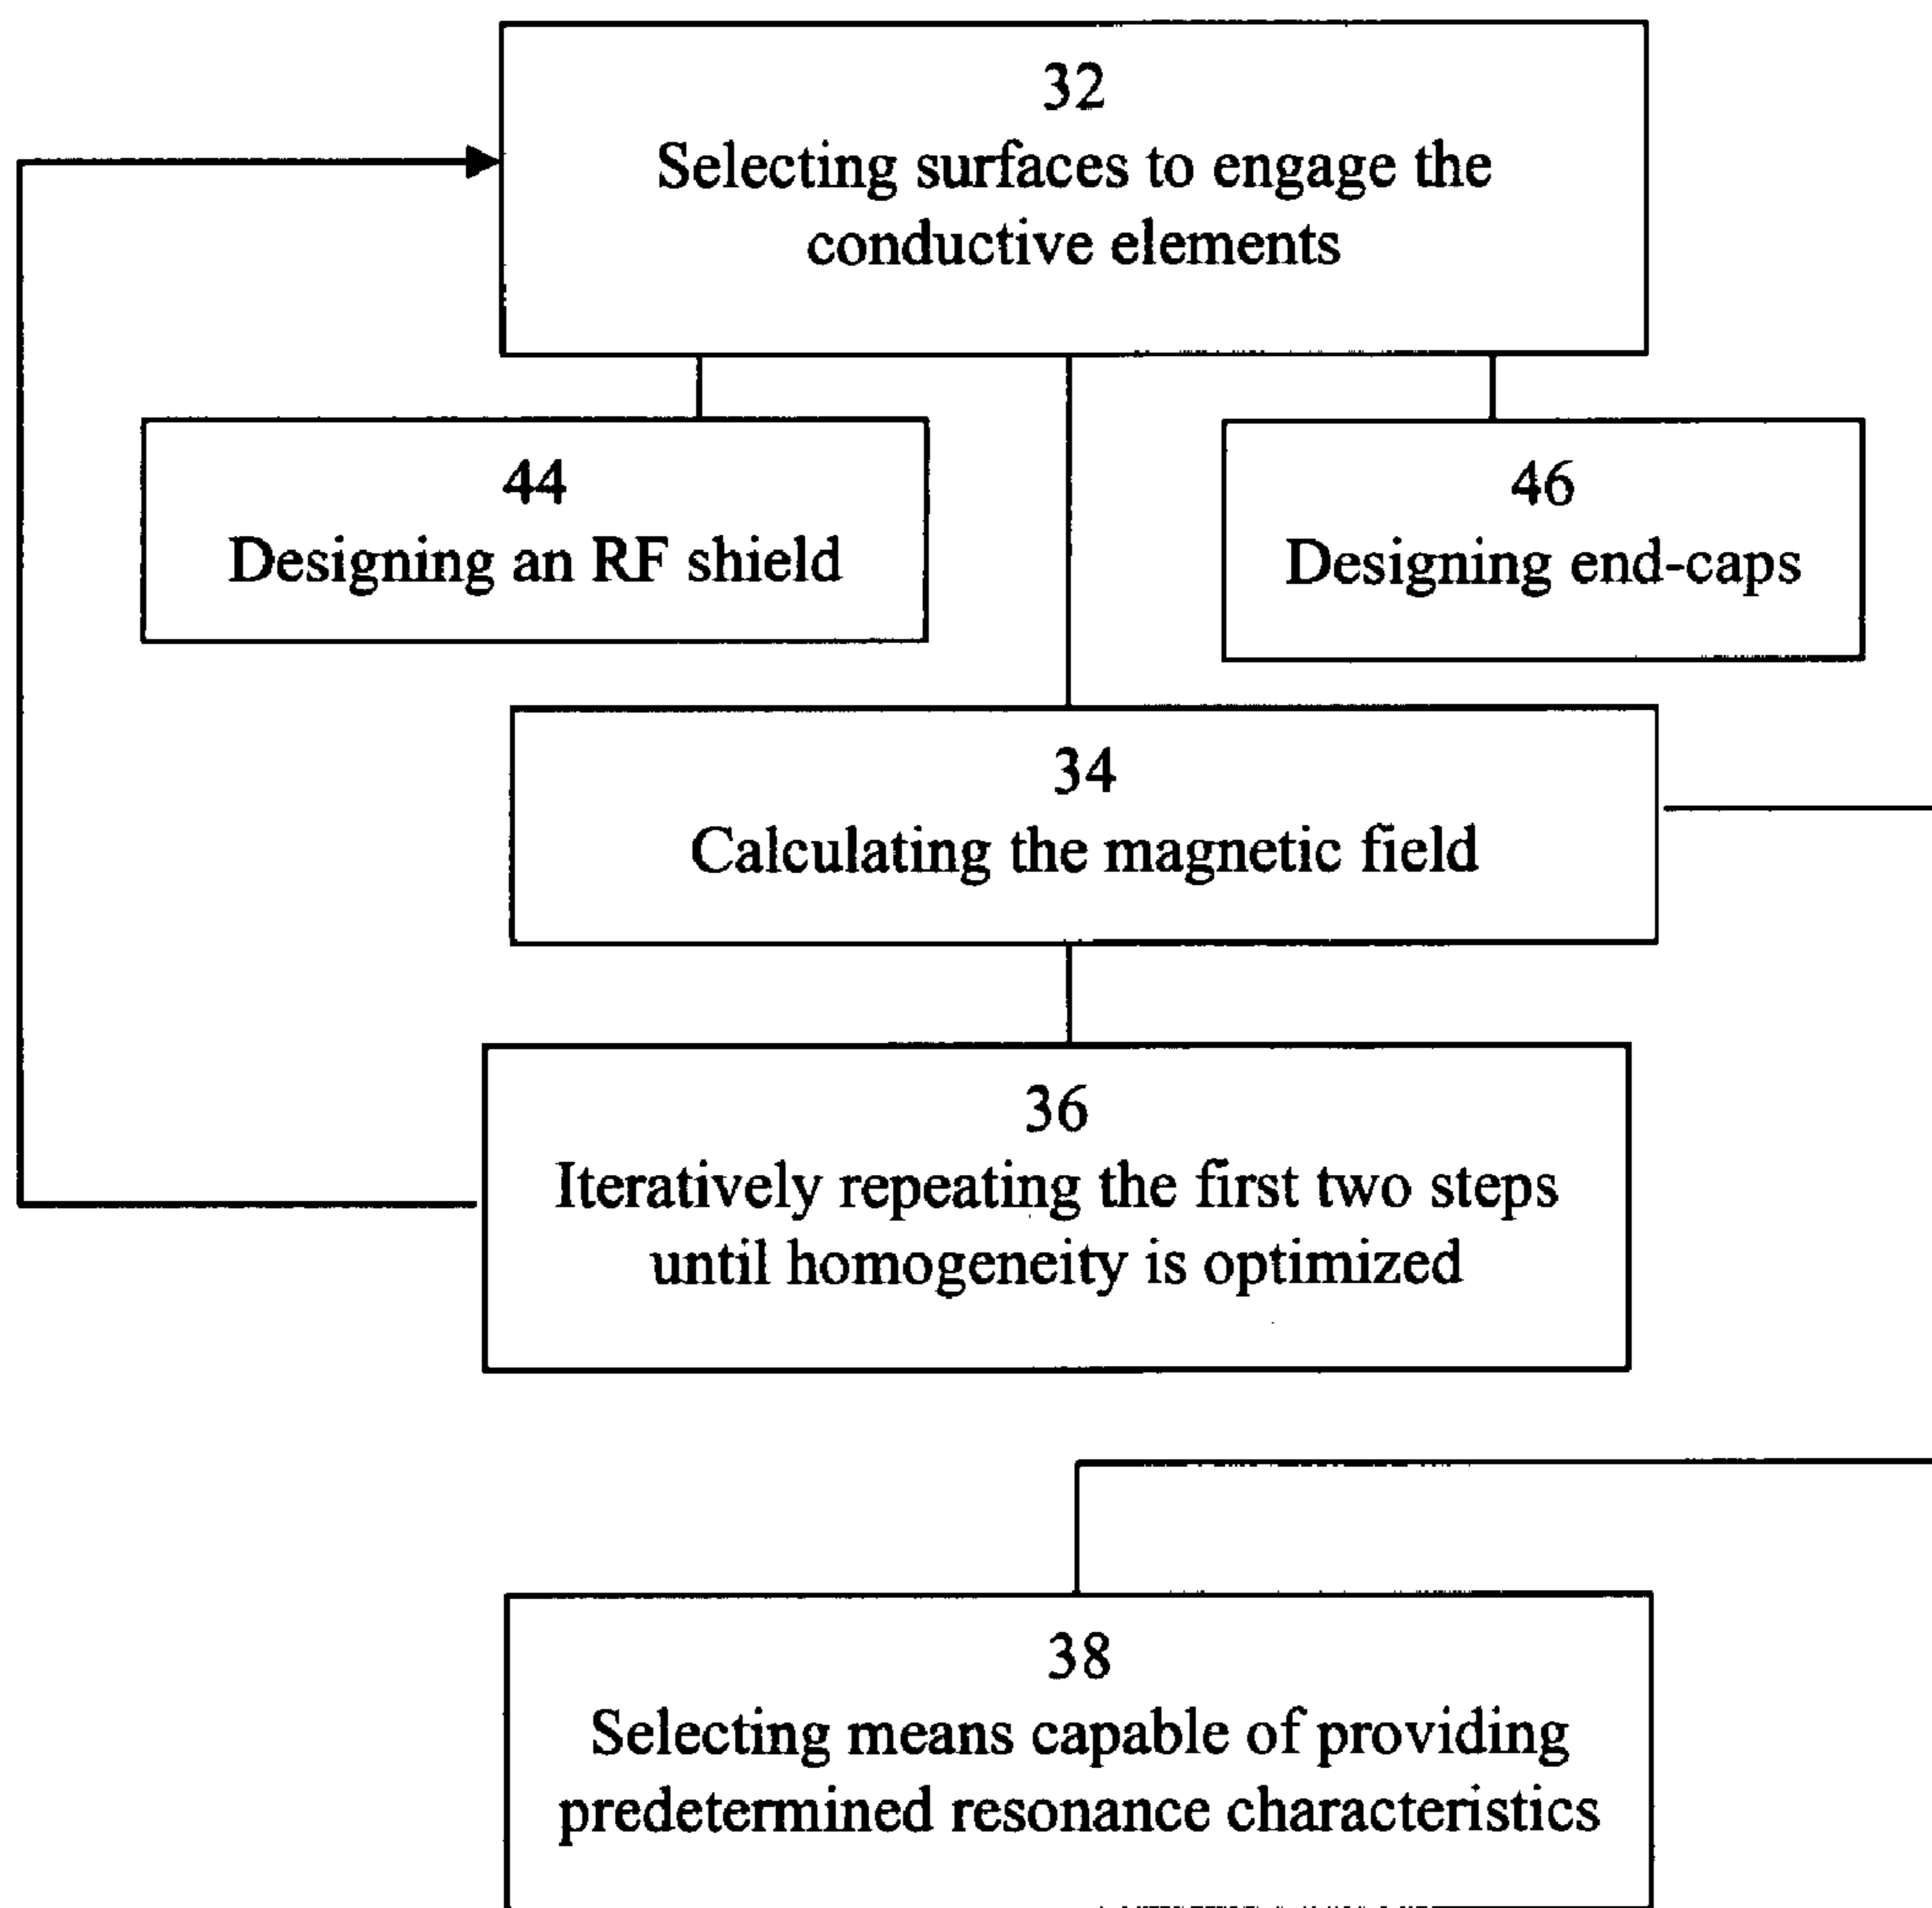 32
Selecting surfaces to engage the
conductive elements
44
Designing an RF shield
46
Designing end-caps
34
Calculating the magnetic field
36
Iteratively repeating the first two steps
until homogeneity is optimized
38
Selecting means capable of providing
predetermined resonance characteristics